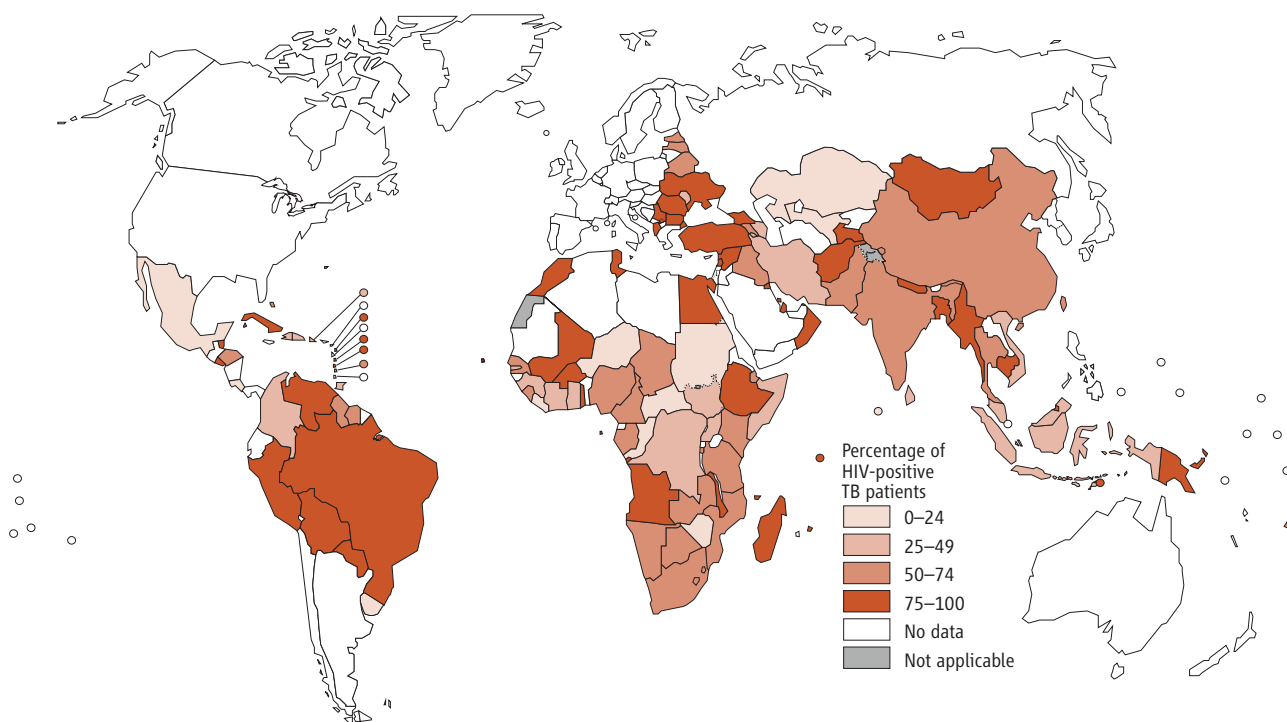 Percentage of
HIV-positive
TB patients
0–24
25–49
50–74
75–100
No data
Not applicable